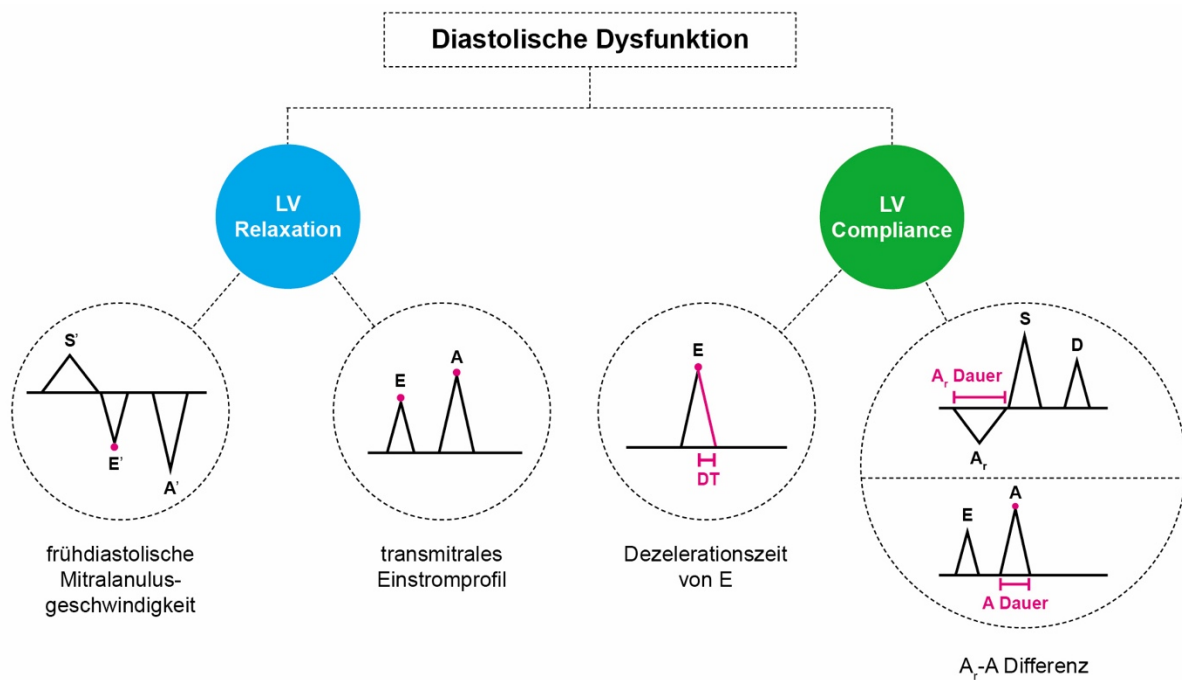 Diastolische Dysfunktion
LV
Relaxation
LV
Compliance
S'
E'
A'
frühdiastolische
Mitralanulus-
geschwindigkeit
E
A
transmitrales
Einstromprofil
E
DT
Dezelerationszeit
von E
S
D
Aᵣ Dauer
Aᵣ
E
A
A Dauer
Aᵣ-A Differenz